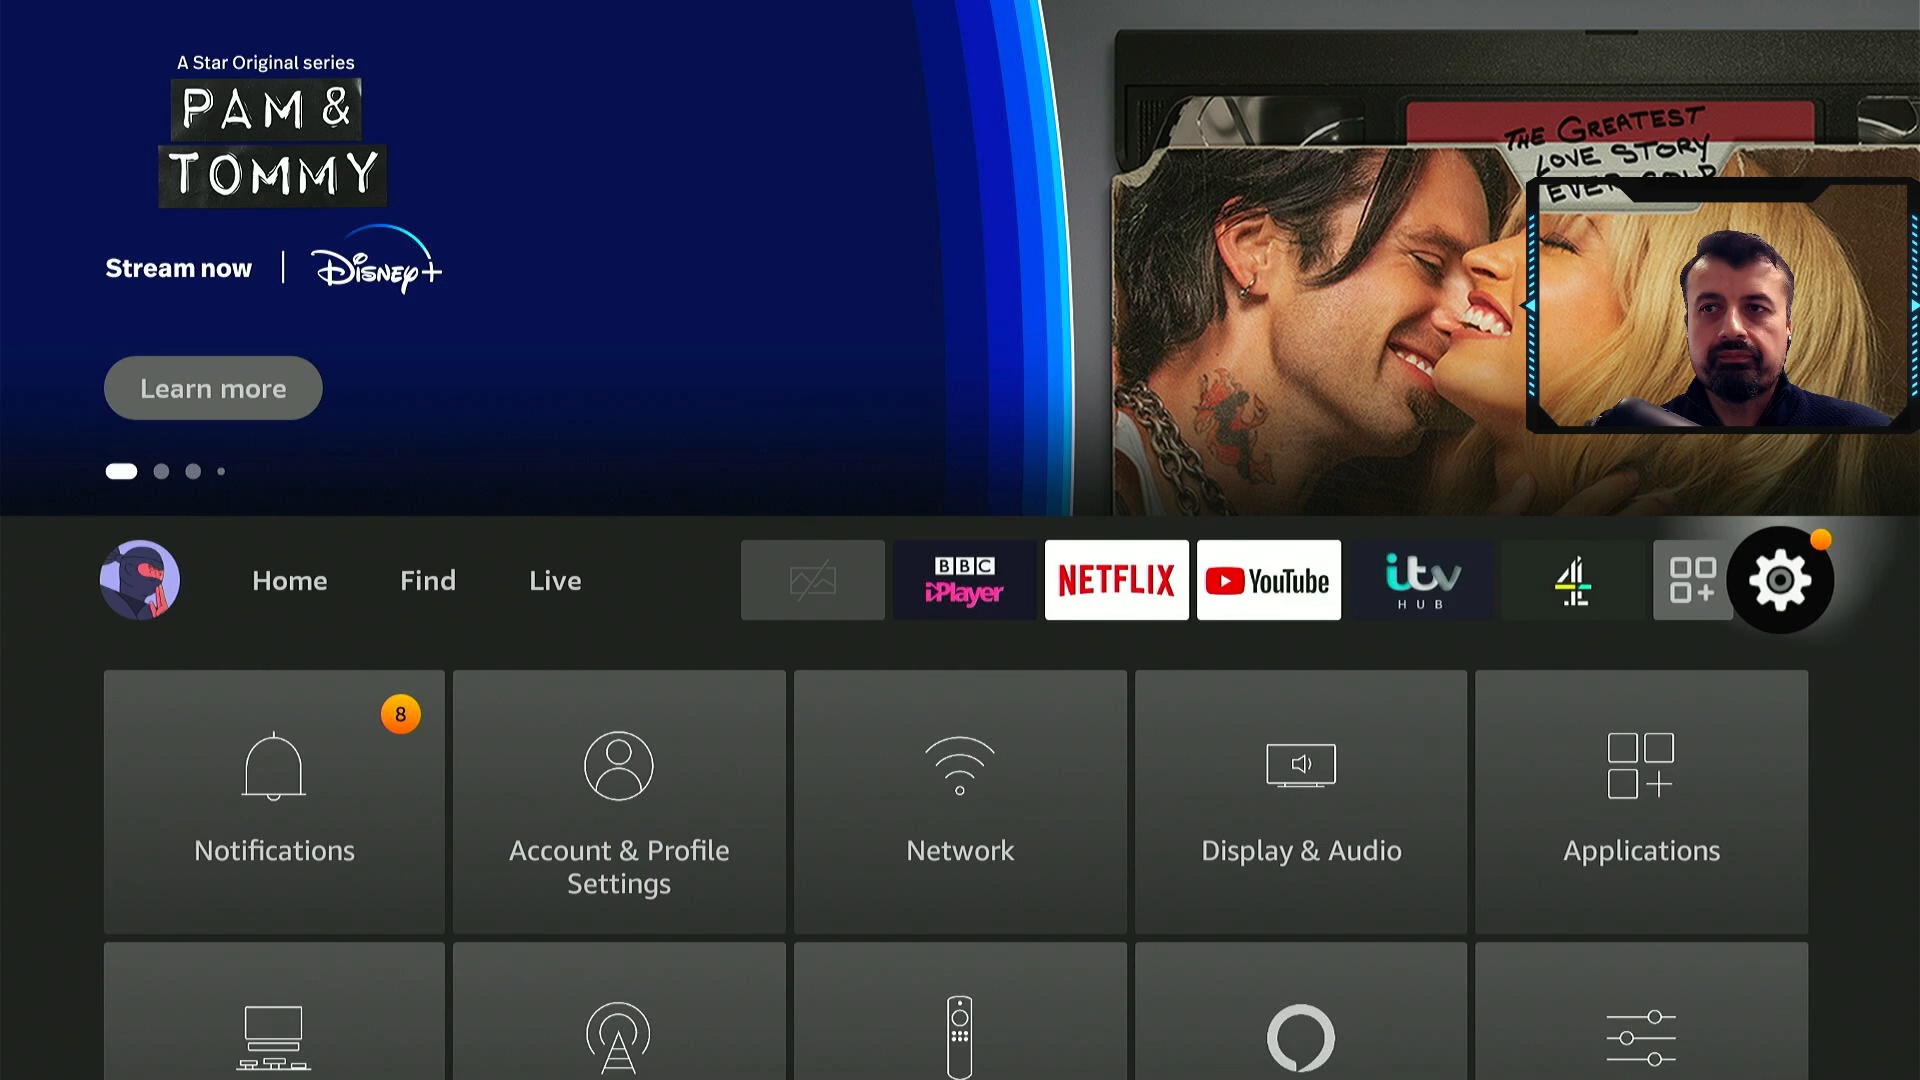 A Star Original series
PAM &
TOMMY
Stream now
Disney+
Learn more
THE GREATEST
LOVE STORY
EVER
Home
Find
Live
BBC
iPlayer
NETFLIX
YouTube
itv
HUB
4
8
Notifications
Account & Profile
Settings
Network
Display & Audio
Applications